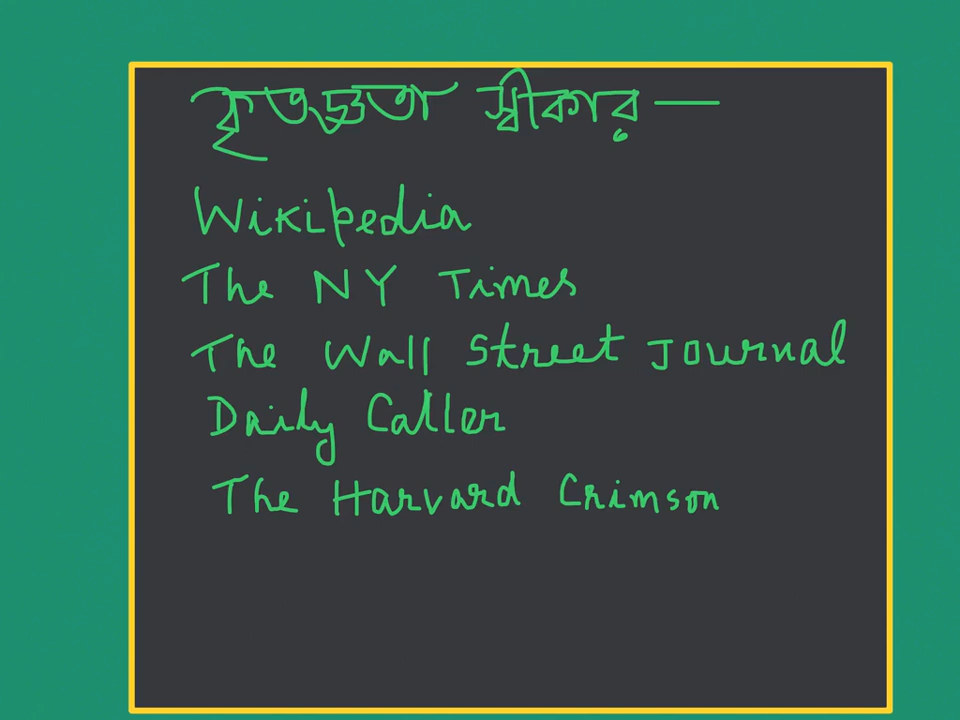 কৃতজ্ঞতা স্বীকার —
Wikipedia
The NY Times
The Wall Street Journal
Daily Caller
The Harvard Crimson